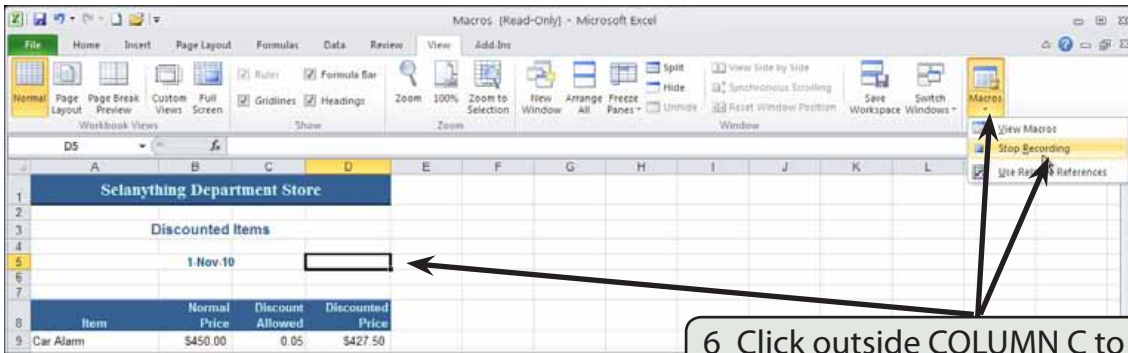 Macros [Read-Only] - Microsoft Excel
File Home Insert Page Layout Formulas Data Review View Add-Ins
Normal Page Layout Page Break Preview Custom Views Full Screen
Ruler Formula Bar
Gridlines Headings
Zoom 100% Zoom to Selection
New Window Arrange All Freeze Panes
Split
Hide
Unhide
View Side by Side
Synchronous Scrolling
Reset Window Position
Save Workspace Switch Windows Macros
Workbook Views Show Zoom Window
View Macros
Stop Recording
Use References
D5 fx
A B C D E F G H I J K L
1 Selanything Department Store
2
3 Discounted Items
4
5 1-Nov-10
6
7
8 Item Normal Price Discount Allowed Discounted Price
9 Car Alarm $450.00 0.05 $427.50
6 Click outside COLUMN C to